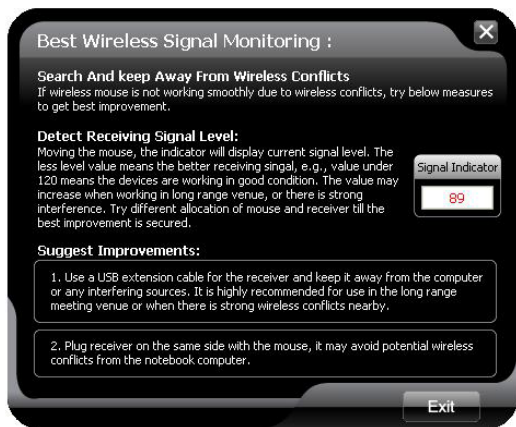 Best Wireless Signal Monitoring :
Search And keep Away From Wireless Conflicts
If wireless mouse is not working smoothly due to wireless conflicts, try below measures
to get best improvement.
Detect Receiving Signal Level:
Moving the mouse, the indicator will display current signal level. The
less level value means the better receiving singal, e.g., value under
120 means the devices are working in good condition. The value may
increase when working in long range venue, or there is strong
interference. Try different allocation of mouse and receiver till the
best improvement is secured.
Signal Indicator
89
Suggest Improvements:
1. Use a USB extension cable for the receiver and keep it away from the computer
or any interfering sources. It is highly recommended for use in the long range
meeting venue or when there is strong wireless conflicts nearby.
2. Plug receiver on the same side with the mouse, it may avoid potential wireless
conflicts from the notebook computer.
Exit